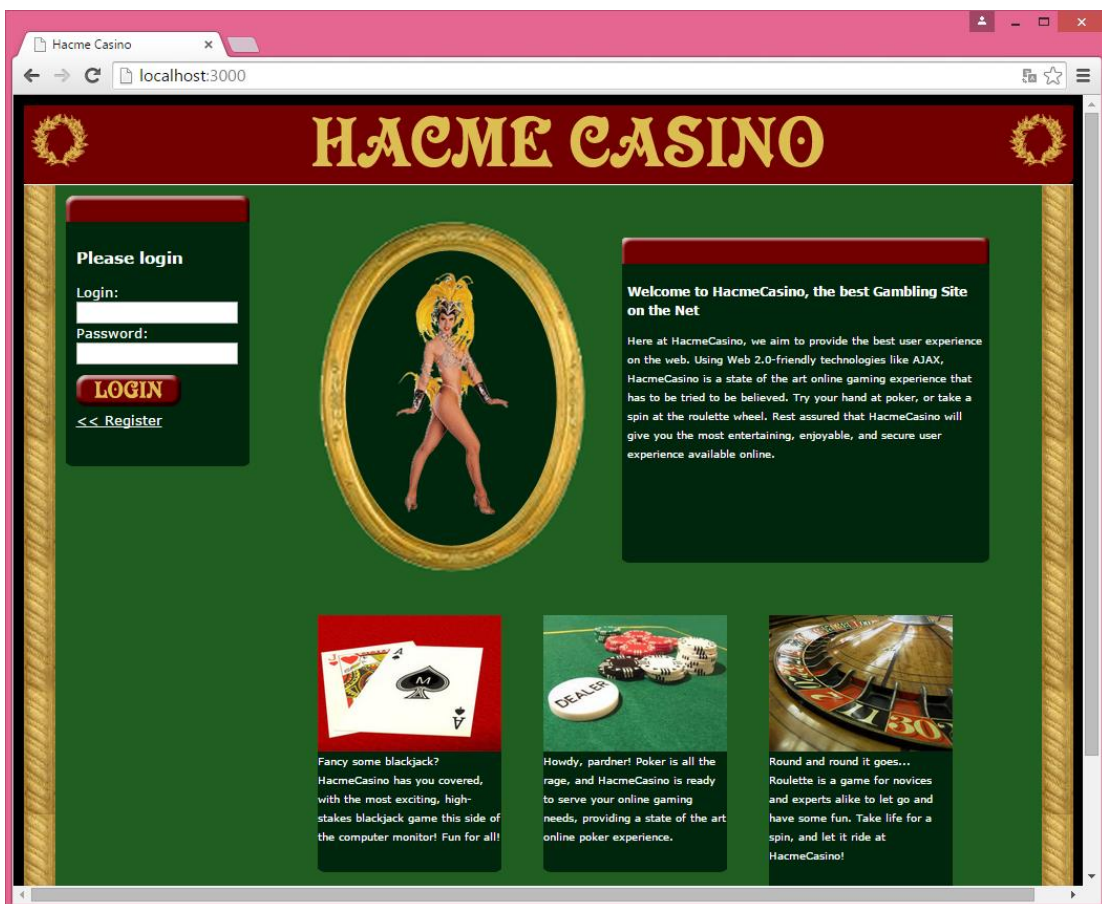 Hacme Casino
localhost:3000
HACME CASINO
Please login
Login:
Password:
LOGIN
<< Register
Welcome to HacmeCasino, the best Gambling Site
on the Net
Here at HacmeCasino, we aim to provide the best user experience
on the web. Using Web 2.0-friendly technologies like AJAX,
HacmeCasino is a state of the art online gaming experience that
has to be tried to be believed. Try your hand at poker, or take a
spin at the roulette wheel. Rest assured that HacmeCasino will
give you the most entertaining, enjoyable, and secure user
experience available online.
J
A
M
A
Fancy some blackjack?
HacmeCasino has you covered,
with the most exciting, high-
stakes blackjack game this side of
the computer monitor! Fun for all!
DEALER
Howdy, pardner! Poker is all the
rage, and HacmeCasino is ready
to serve your online gaming
needs, providing a state of the art
online poker experience.
11
30
Round and round it goes...
Roulette is a game for novices
and experts alike to let go and
have some fun. Take life for a
spin, and let it ride at
HacmeCasino!